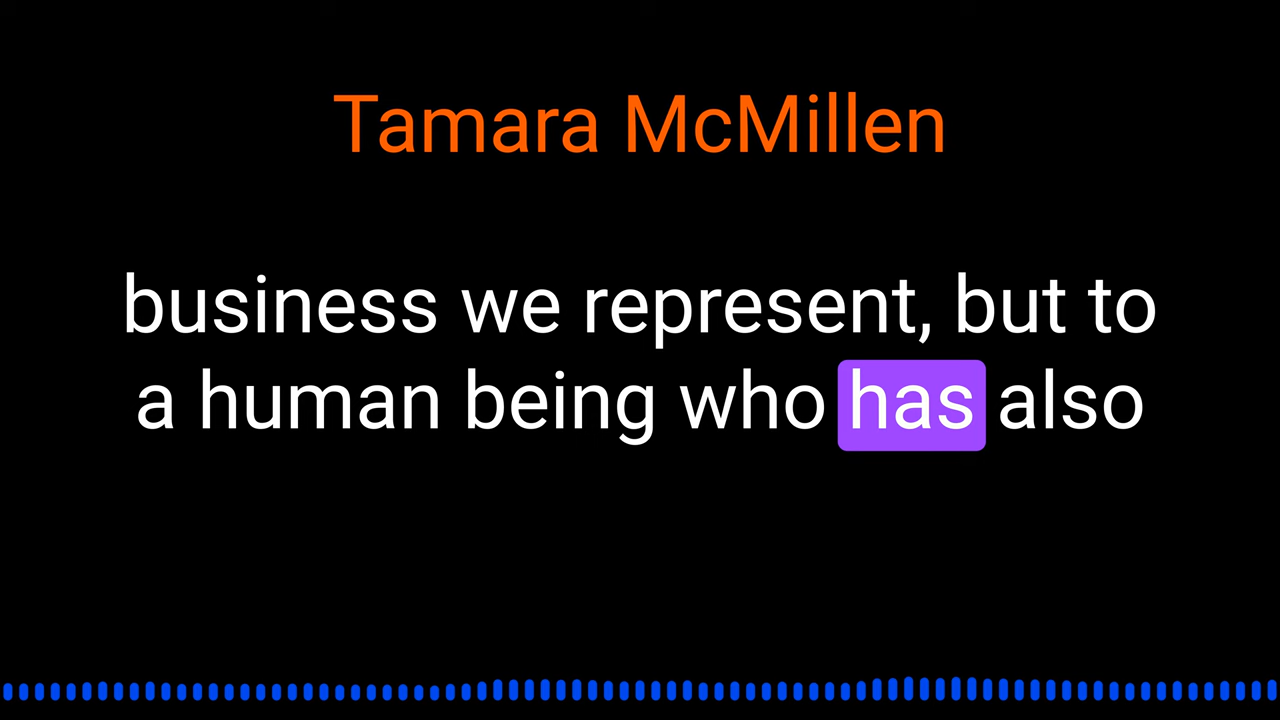 Tamara McMillen
business we represent, but to
a human being who has also